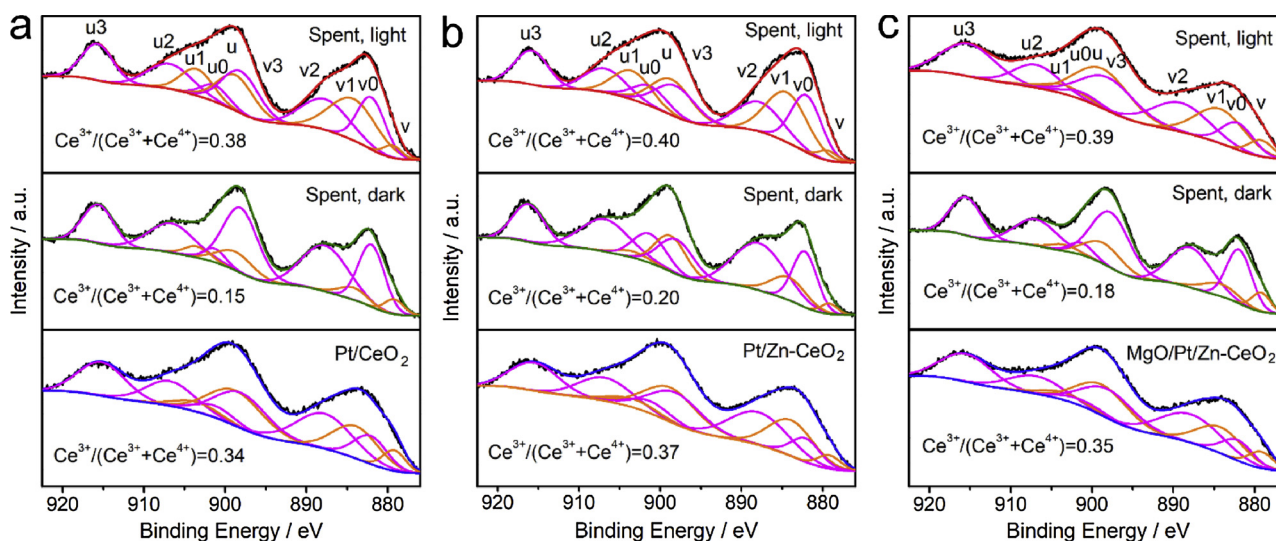 a
u3
u2
u1
u0
u
v3
v2
v1
v0
v
Spent, light
Ce³⁺/(Ce³⁺+Ce⁴⁺)=0.38
Spent, dark
Ce³⁺/(Ce³⁺+Ce⁴⁺)=0.15
Pt/CeO₂
Ce³⁺/(Ce³⁺+Ce⁴⁺)=0.34
Intensity / a.u.
920 910 900 890 880
Binding Energy / eV
b
u3
u2
u1
u0
u
v3
v2
v1
v0
v
Spent, light
Ce³⁺/(Ce³⁺+Ce⁴⁺)=0.40
Spent, dark
Ce³⁺/(Ce³⁺+Ce⁴⁺)=0.20
Pt/Zn-CeO₂
Ce³⁺/(Ce³⁺+Ce⁴⁺)=0.37
Intensity / a.u.
920 910 900 890 880
Binding Energy / eV
c
u3
u2
u1
u0u
v3
v2
v1
v0
v
Spent, light
Ce³⁺/(Ce³⁺+Ce⁴⁺)=0.39
Spent, dark
Ce³⁺/(Ce³⁺+Ce⁴⁺)=0.18
MgO/Pt/Zn-CeO₂
Ce³⁺/(Ce³⁺+Ce⁴⁺)=0.35
Intensity / a.u.
920 910 900 890 880
Binding Energy / eV